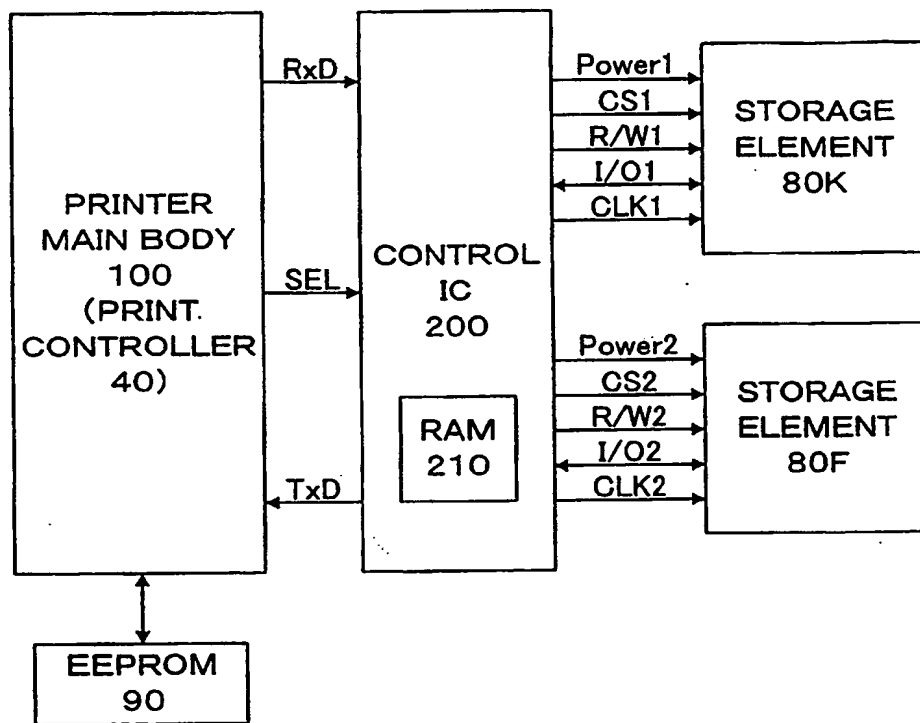 PRINTER
MAIN BODY
100
(PRINT.
CONTROLLER
40)
RxD
SEL
TxD
CONTROL
IC
200
RAM
210
Power1
CS1
R/W1
I/O1
CLK1
STORAGE
ELEMENT
80K
Power2
CS2
R/W2
I/O2
CLK2
STORAGE
ELEMENT
80F
EEPROM
90